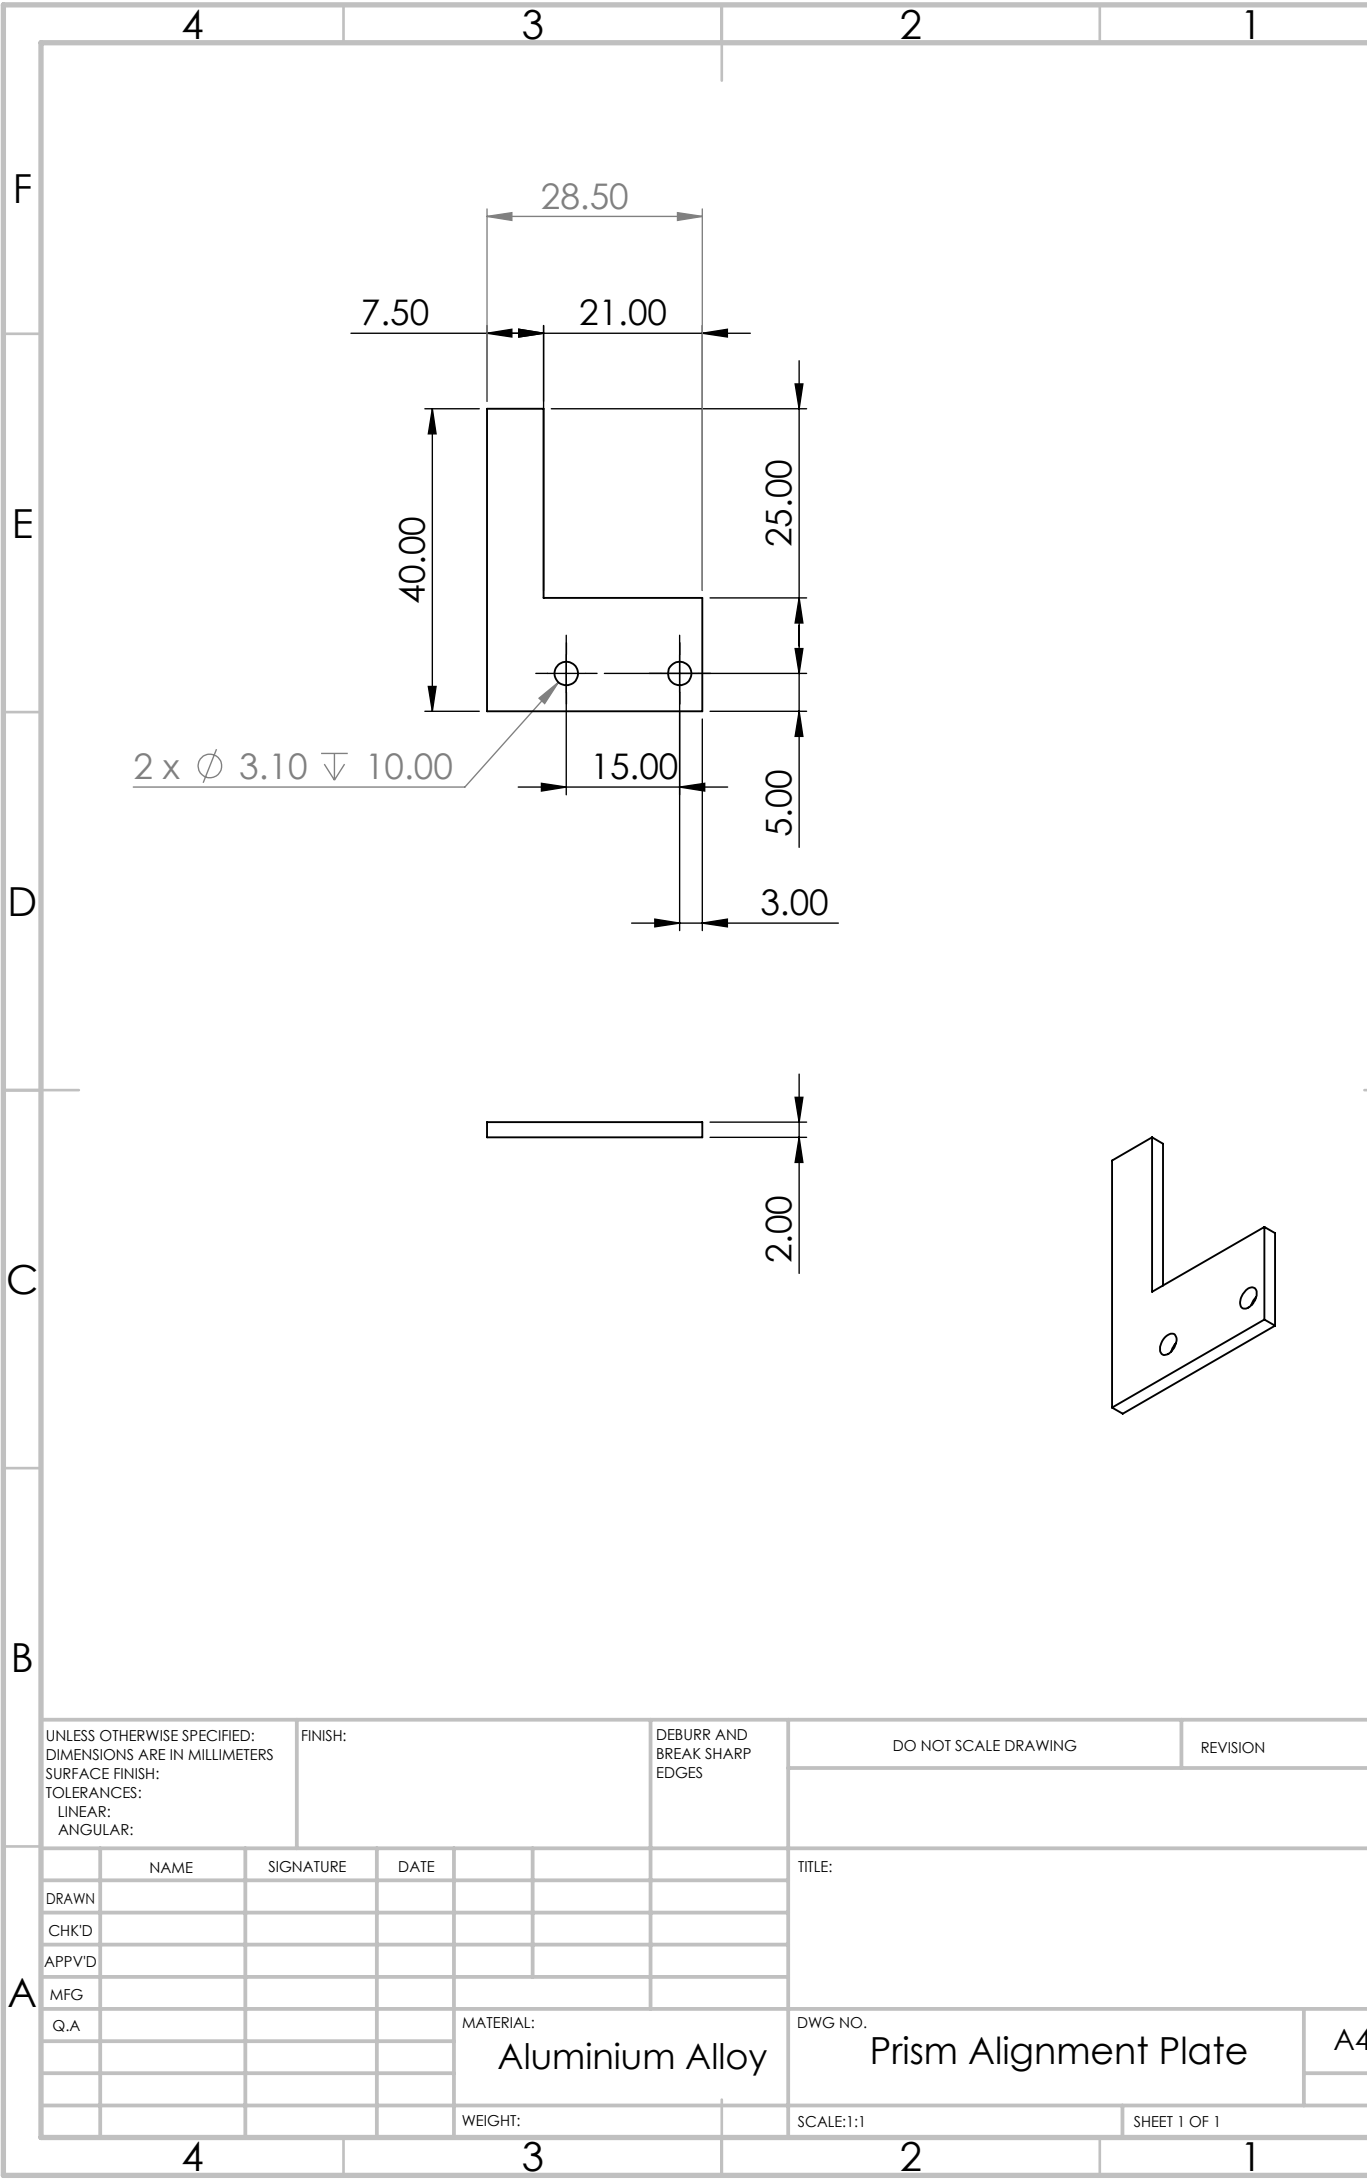 4 3 2 1
F
28.50
7.50 21.00
25.00
E
40.00
2 x ∅ 3.10 ↧ 10.00
15.00
5.00
D
3.00
2.00
C
B
UNLESS OTHERWISE SPECIFIED:
DIMENSIONS ARE IN MILLIMETERS
SURFACE FINISH:
TOLERANCES:
LINEAR:
ANGULAR:
FINISH:
DEBURR AND
BREAK SHARP
EDGES
DO NOT SCALE DRAWING
REVISION
NAME SIGNATURE DATE
TITLE:
DRAWN
CHK'D
APPV'D
A
MFG
Q.A
MATERIAL:
Aluminium Alloy
DWG NO.
Prism Alignment Plate
A4
WEIGHT:
SCALE:1:1
SHEET 1 OF 1
4 3 2 1